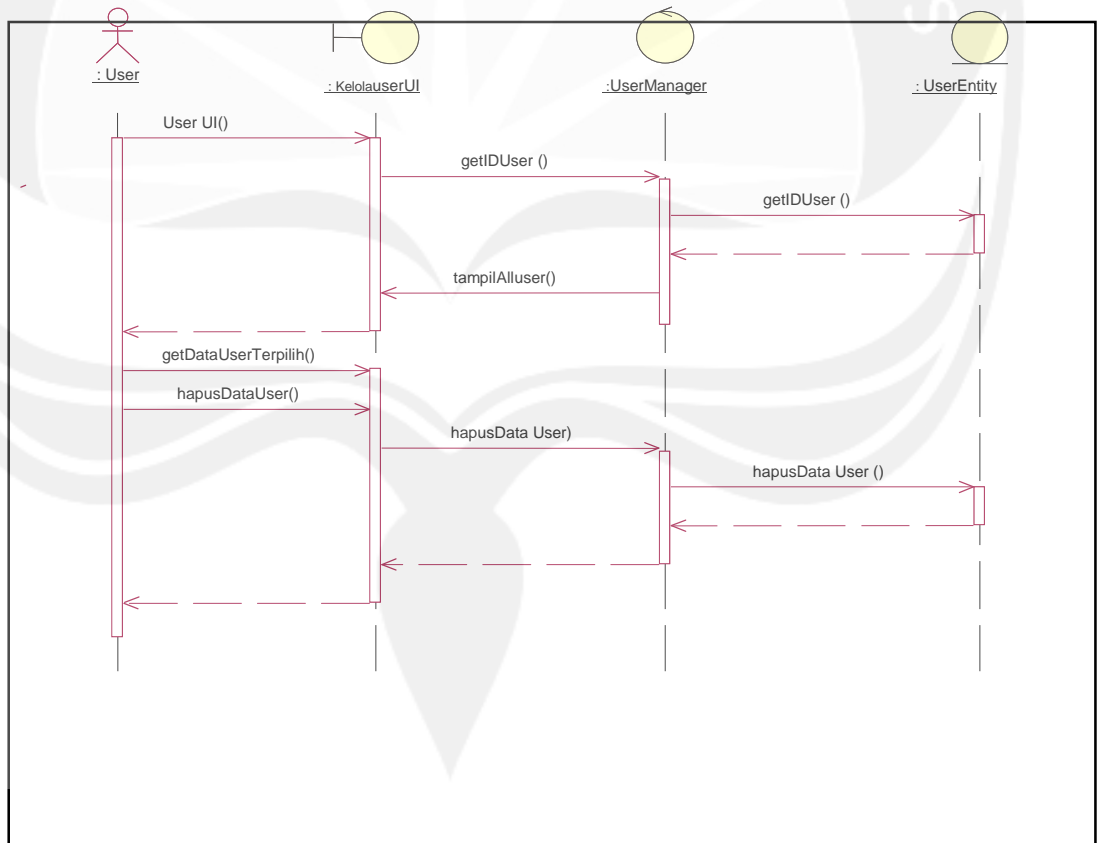 : User
: KelolauserUI
:UserManager
: UserEntity
User UI()
getIDUser ()
getIDUser ()
tampilAlluser()
getDataUserTerpilih()
hapusDataUser()
hapusData User)
hapusData User ()